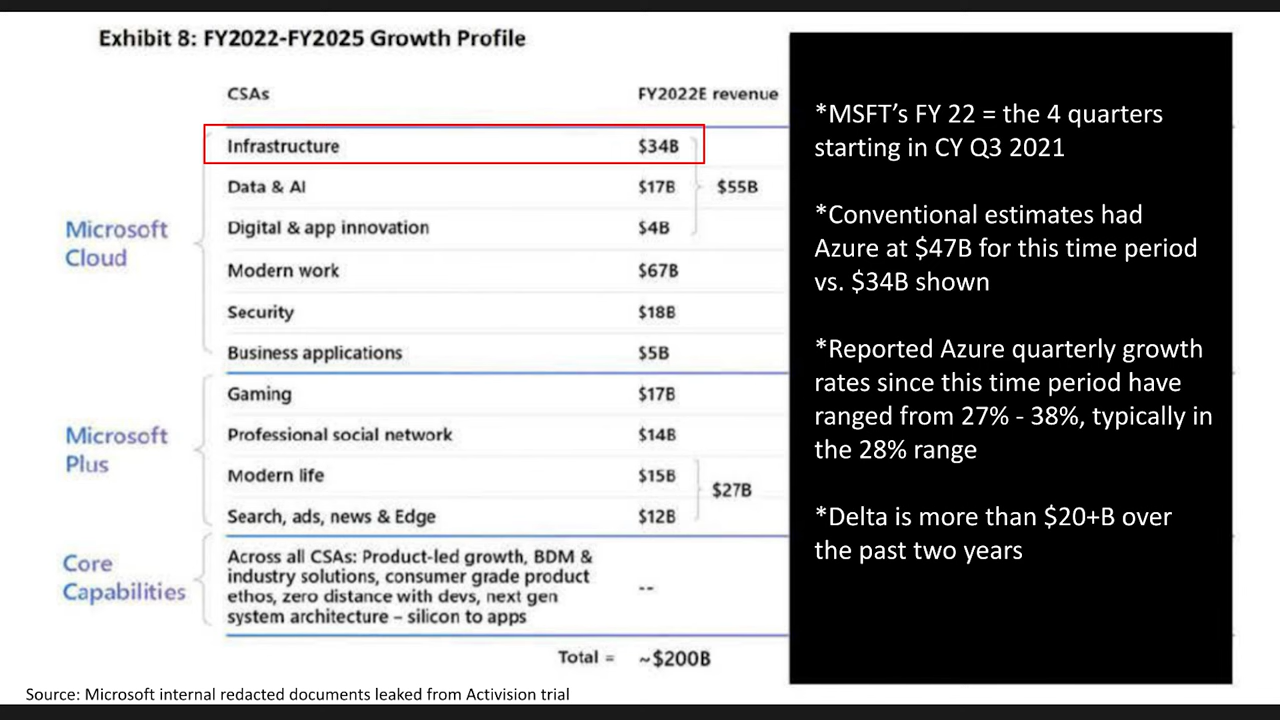 Exhibit 8: FY2022-FY2025 Growth Profile
CSAs FY2022E revenue
Microsoft
Cloud
Infrastructure $34B
Data & AI $17B
$55B
Digital & app innovation $4B
Modern work $67B
Security $18B
Business applications $5B
Microsoft
Plus
Gaming $17B
Professional social network $14B
Modern life $15B
$27B
Search, ads, news & Edge $12B
Core
Capabilities
Across all CSAs: Product-led growth, BDM &
industry solutions, consumer grade product
ethos, zero distance with devs, next gen
system architecture – silicon to apps
--
Total = ~$200B
*MSFT’s FY 22 = the 4 quarters
starting in CY Q3 2021
*Conventional estimates had
Azure at $47B for this time period
vs. $34B shown
*Reported Azure quarterly growth
rates since this time period have
ranged from 27% - 38%, typically in
the 28% range
*Delta is more than $20+B over
the past two years
Source: Microsoft internal redacted documents leaked from Activision trial